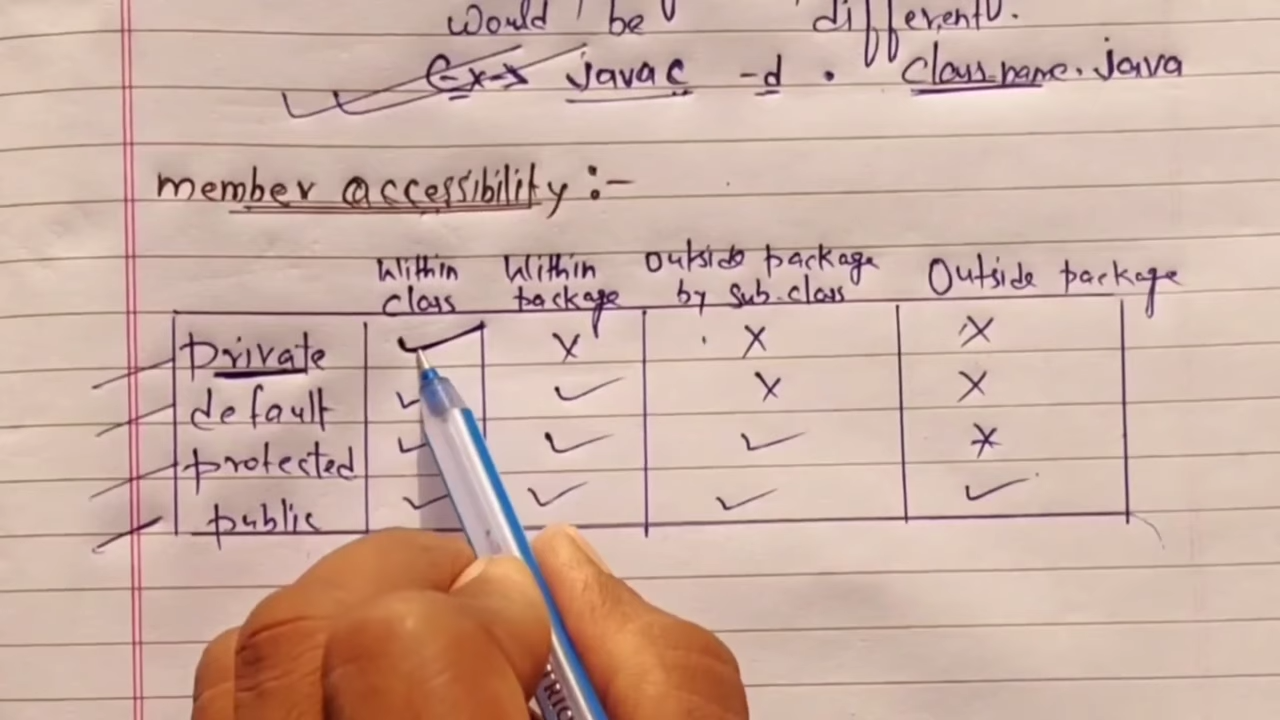 would be different.
Ex→ javac -d . Class-name.java
member accessibility :-
Within class Within package Outside package by sub-class Outside package
private ✓ X X X
default ✓ ✓ X X
protected ✓ ✓ ✓ X
public ✓ ✓ ✓ ✓
TRIO